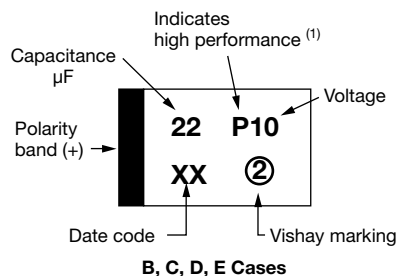 Indicates
high performance (1)
Capacitance
µF
Voltage
22 P10
Polarity
band (+)
XX 2
Date code
Vishay marking
B, C, D, E Cases